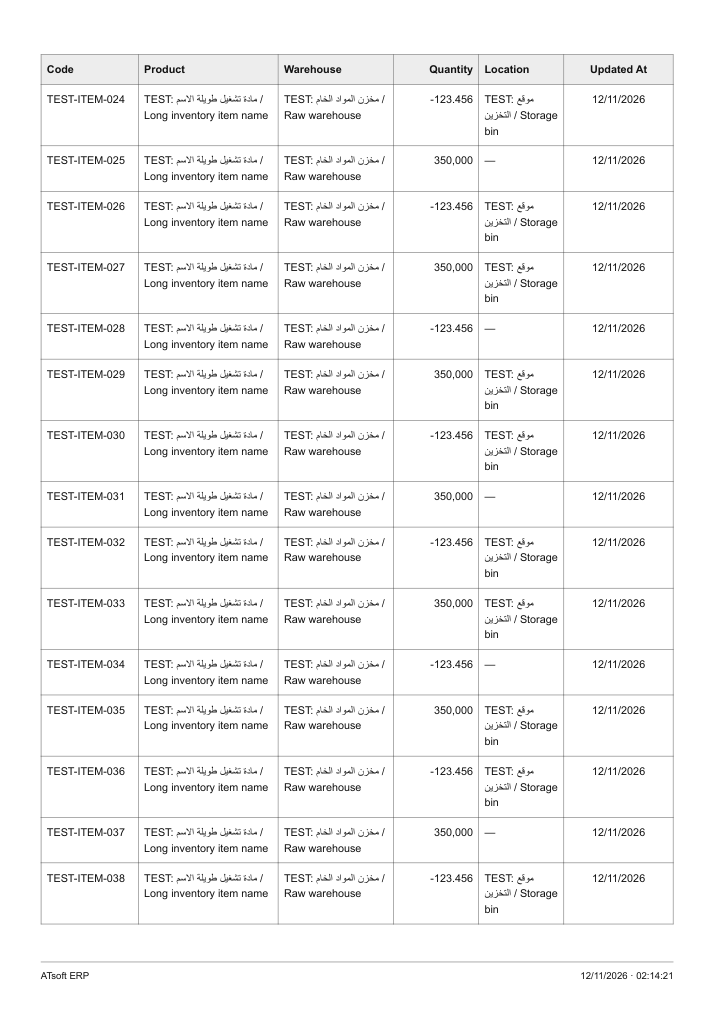 Code Product Warehouse Quantity Location Updated At
TEST-ITEM-024 TEST: مادة تشغيل طويلة الاسم / TEST: مخزن المواد الخام / -123.456 TEST: موقع 12/11/2026
Long inventory item name Raw warehouse التخزين / Storage
bin
TEST-ITEM-025 TEST: مادة تشغيل طويلة الاسم / TEST: مخزن المواد الخام / 350,000 — 12/11/2026
Long inventory item name Raw warehouse
TEST-ITEM-026 TEST: مادة تشغيل طويلة الاسم / TEST: مخزن المواد الخام / -123.456 TEST: موقع 12/11/2026
Long inventory item name Raw warehouse التخزين / Storage
bin
TEST-ITEM-027 TEST: مادة تشغيل طويلة الاسم / TEST: مخزن المواد الخام / 350,000 TEST: موقع 12/11/2026
Long inventory item name Raw warehouse التخزين / Storage
bin
TEST-ITEM-028 TEST: مادة تشغيل طويلة الاسم / TEST: مخزن المواد الخام / -123.456 — 12/11/2026
Long inventory item name Raw warehouse
TEST-ITEM-029 TEST: مادة تشغيل طويلة الاسم / TEST: مخزن المواد الخام / 350,000 TEST: موقع 12/11/2026
Long inventory item name Raw warehouse التخزين / Storage
bin
TEST-ITEM-030 TEST: مادة تشغيل طويلة الاسم / TEST: مخزن المواد الخام / -123.456 TEST: موقع 12/11/2026
Long inventory item name Raw warehouse التخزين / Storage
bin
TEST-ITEM-031 TEST: مادة تشغيل طويلة الاسم / TEST: مخزن المواد الخام / 350,000 — 12/11/2026
Long inventory item name Raw warehouse
TEST-ITEM-032 TEST: مادة تشغيل طويلة الاسم / TEST: مخزن المواد الخام / -123.456 TEST: موقع 12/11/2026
Long inventory item name Raw warehouse التخزين / Storage
bin
TEST-ITEM-033 TEST: مادة تشغيل طويلة الاسم / TEST: مخزن المواد الخام / 350,000 TEST: موقع 12/11/2026
Long inventory item name Raw warehouse التخزين / Storage
bin
TEST-ITEM-034 TEST: مادة تشغيل طويلة الاسم / TEST: مخزن المواد الخام / -123.456 — 12/11/2026
Long inventory item name Raw warehouse
TEST-ITEM-035 TEST: مادة تشغيل طويلة الاسم / TEST: مخزن المواد الخام / 350,000 TEST: موقع 12/11/2026
Long inventory item name Raw warehouse التخزين / Storage
bin
TEST-ITEM-036 TEST: مادة تشغيل طويلة الاسم / TEST: مخزن المواد الخام / -123.456 TEST: موقع 12/11/2026
Long inventory item name Raw warehouse التخزين / Storage
bin
TEST-ITEM-037 TEST: مادة تشغيل طويلة الاسم / TEST: مخزن المواد الخام / 350,000 — 12/11/2026
Long inventory item name Raw warehouse
TEST-ITEM-038 TEST: مادة تشغيل طويلة الاسم / TEST: مخزن المواد الخام / -123.456 TEST: موقع 12/11/2026
Long inventory item name Raw warehouse التخزين / Storage
bin
ATsoft ERP 12/11/2026 · 02:14:21